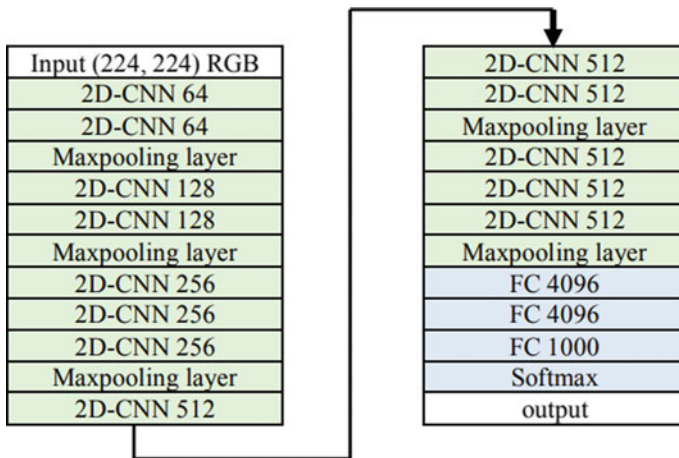 Input (224, 224) RGB
2D-CNN 64
2D-CNN 64
Maxpooling layer
2D-CNN 128
2D-CNN 128
Maxpooling layer
2D-CNN 256
2D-CNN 256
2D-CNN 256
Maxpooling layer
2D-CNN 512
2D-CNN 512
2D-CNN 512
Maxpooling layer
2D-CNN 512
2D-CNN 512
2D-CNN 512
Maxpooling layer
FC 4096
FC 4096
FC 1000
Softmax
output